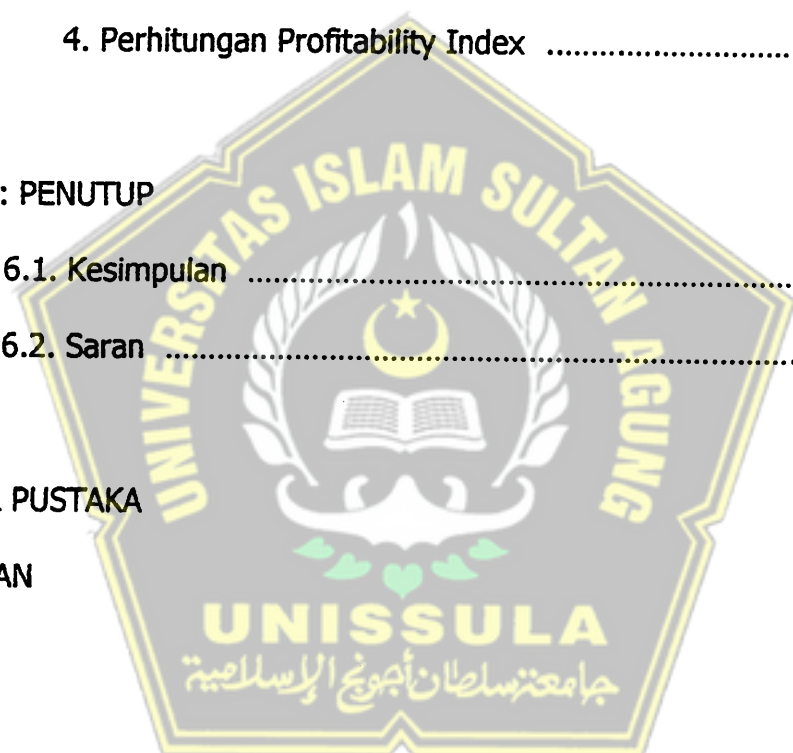 4. Perhitungan Profitability Index ...........................
: PENUTUP
6.1. Kesimpulan ............................................................
6.2. Saran .....................................................................
PUSTAKA
AN
UNIVERSITAS ISLAM SULTAN AGUNG
UNISSULA
جامعة سلطان أجونج الإسلامية